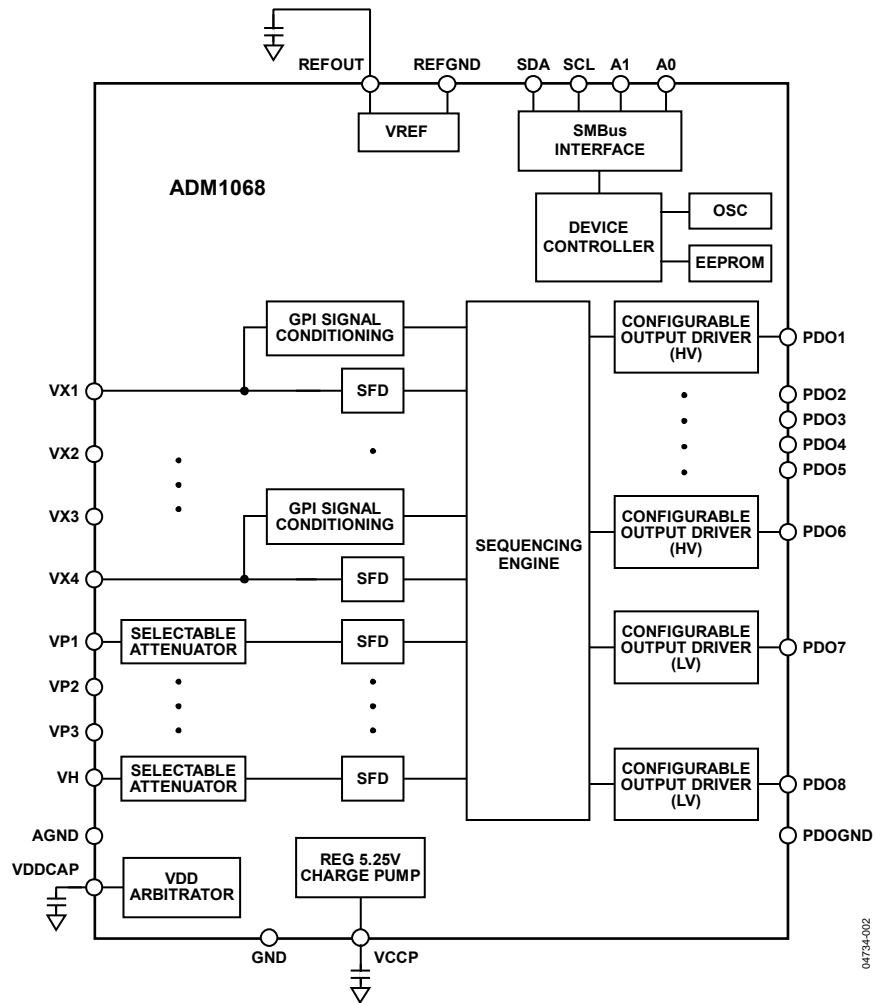 REFOUT
REFGND
SDA
SCL
A1
A0
VREF
SMBus
INTERFACE
ADM1068
DEVICE
CONTROLLER
OSC
EEPROM
GPI SIGNAL
CONDITIONING
CONFIGURABLE
OUTPUT DRIVER
(HV)
PDO1
VX1
SFD
PDO2
PDO3
PDO4
PDO5
VX2
VX3
GPI SIGNAL
CONDITIONING
SEQUENCING
ENGINE
CONFIGURABLE
OUTPUT DRIVER
(HV)
PDO6
VX4
SFD
VP1
SELECTABLE
ATTENUATOR
SFD
CONFIGURABLE
OUTPUT DRIVER
(LV)
PDO7
VP2
VP3
VH
SELECTABLE
ATTENUATOR
SFD
CONFIGURABLE
OUTPUT DRIVER
(LV)
PDO8
AGND
PDOGND
VDDCAP
VDD
ARBITRATOR
REG 5.25V
CHARGE PUMP
GND
VCCP
04734-002